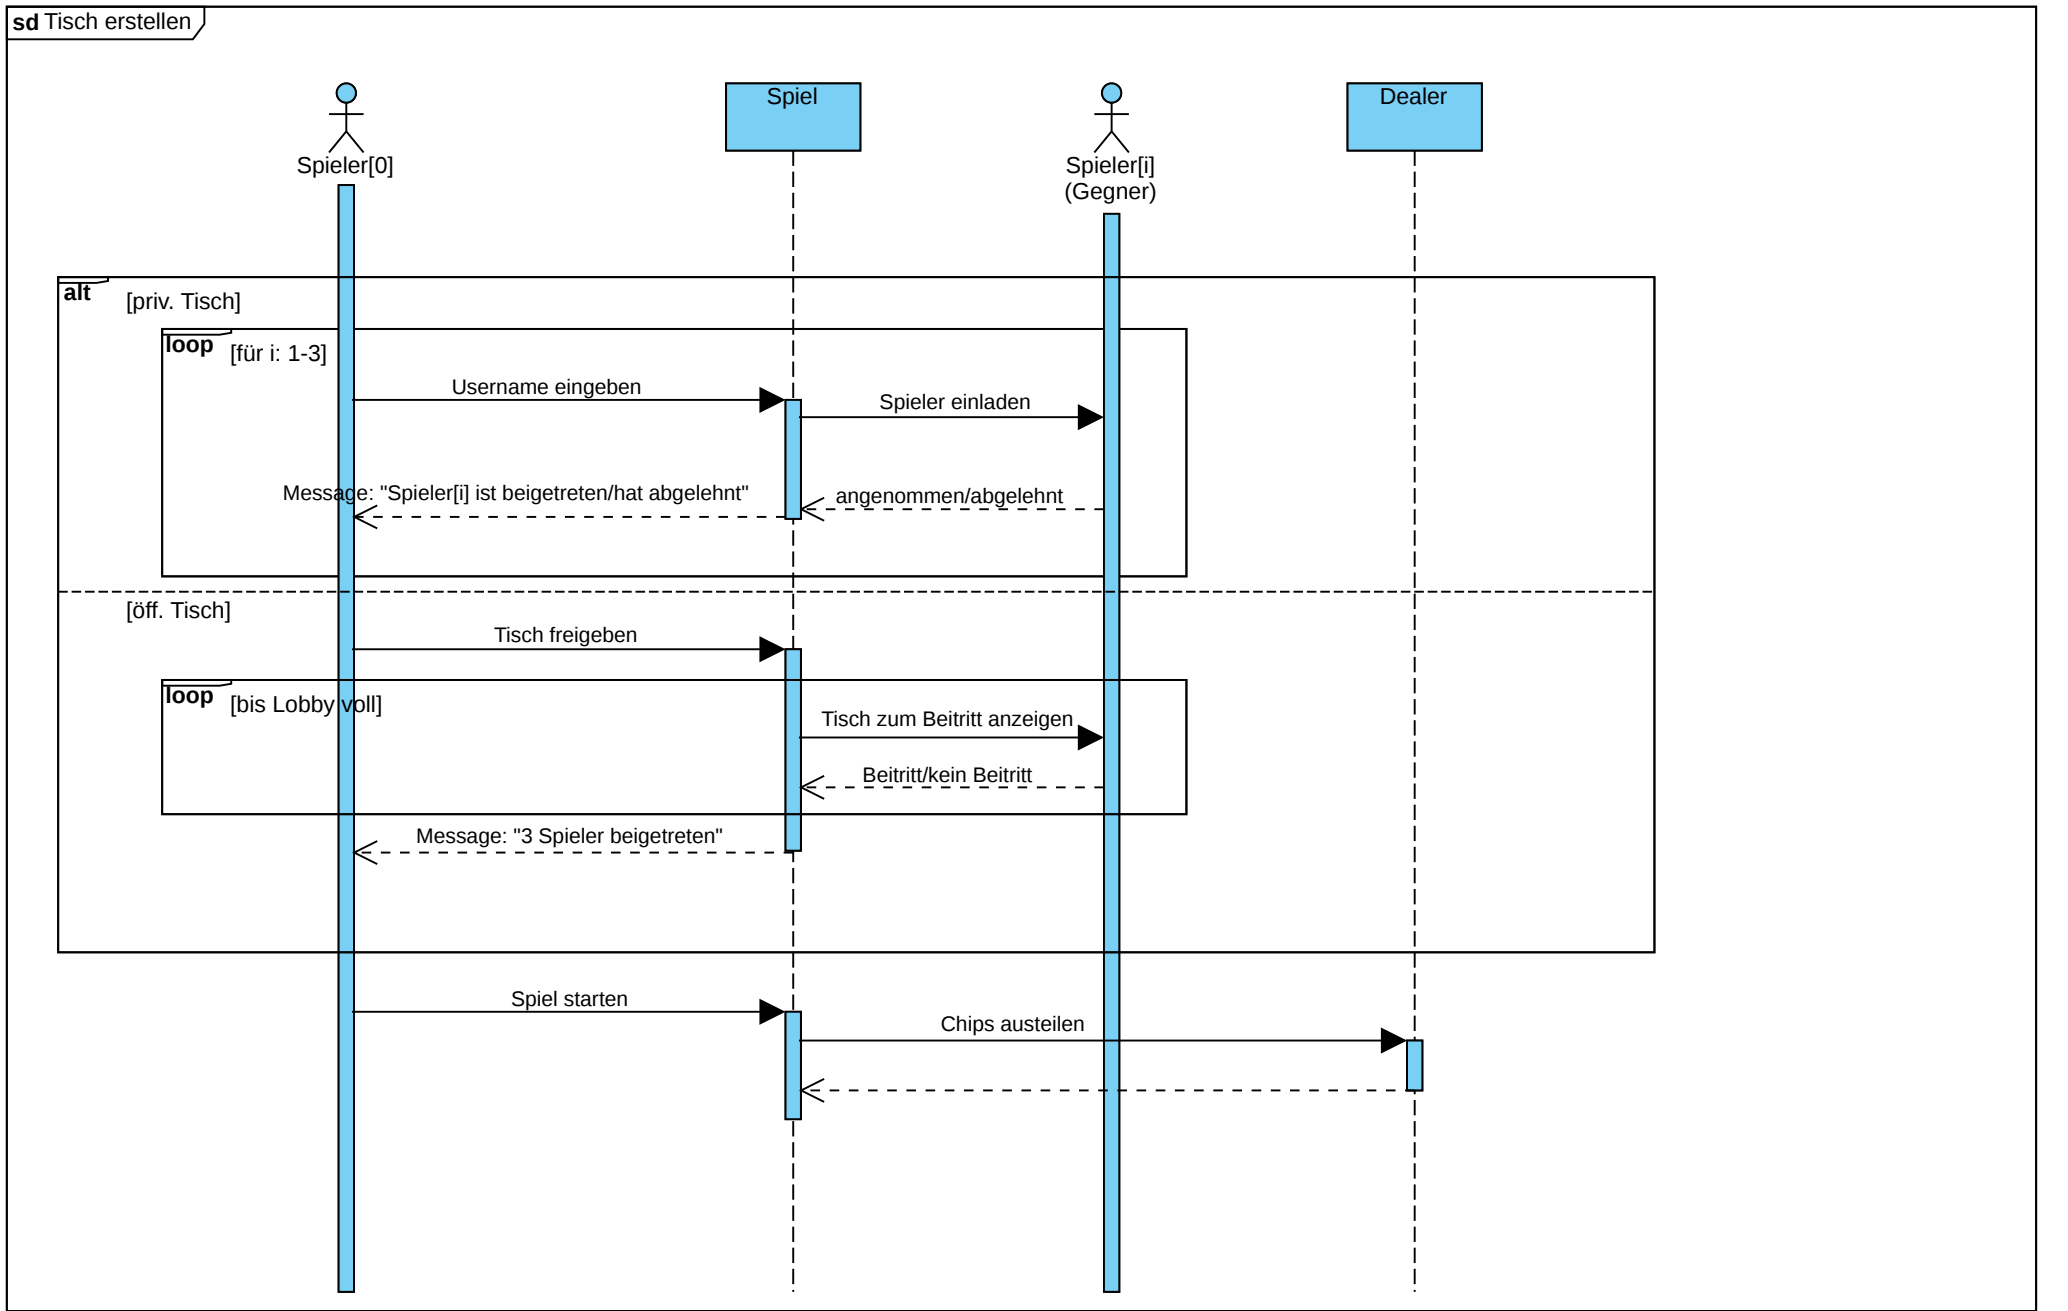 sd Tisch erstellen
Spieler[0]
Spiel
Spieler[i]
(Gegner)
Dealer
alt [priv. Tisch]
loop [für i: 1-3]
Username eingeben
Spieler einladen
Message: "Spieler[i] ist beigetreten/hat abgelehnt"
angenommen/abgelehnt
[öff. Tisch]
Tisch freigeben
loop [bis Lobby voll]
Tisch zum Beitritt anzeigen
Beitritt/kein Beitritt
Message: "3 Spieler beigetreten"
Spiel starten
Chips austeilen